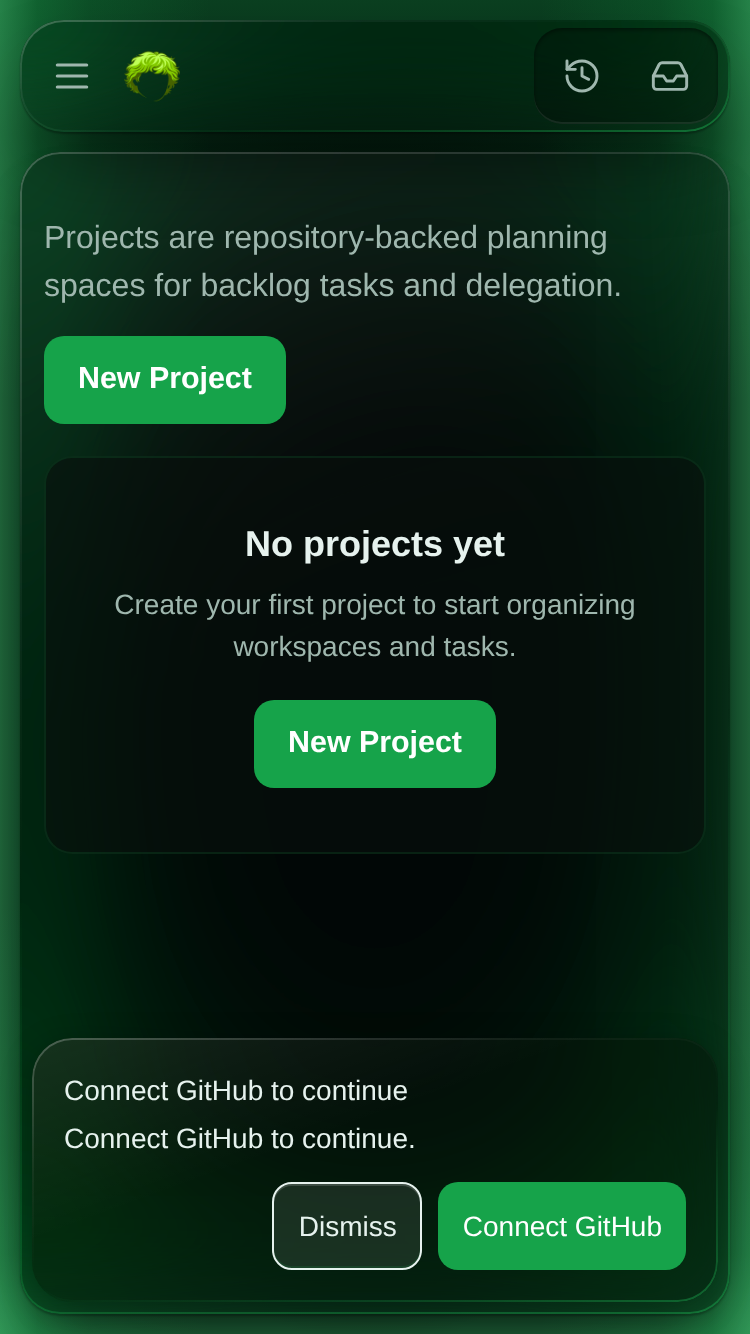 Projects are repository-backed planning
spaces for backlog tasks and delegation.
New Project
No projects yet
Create your first project to start organizing
workspaces and tasks.
New Project
Connect GitHub to continue
Connect GitHub to continue.
Dismiss
Connect GitHub